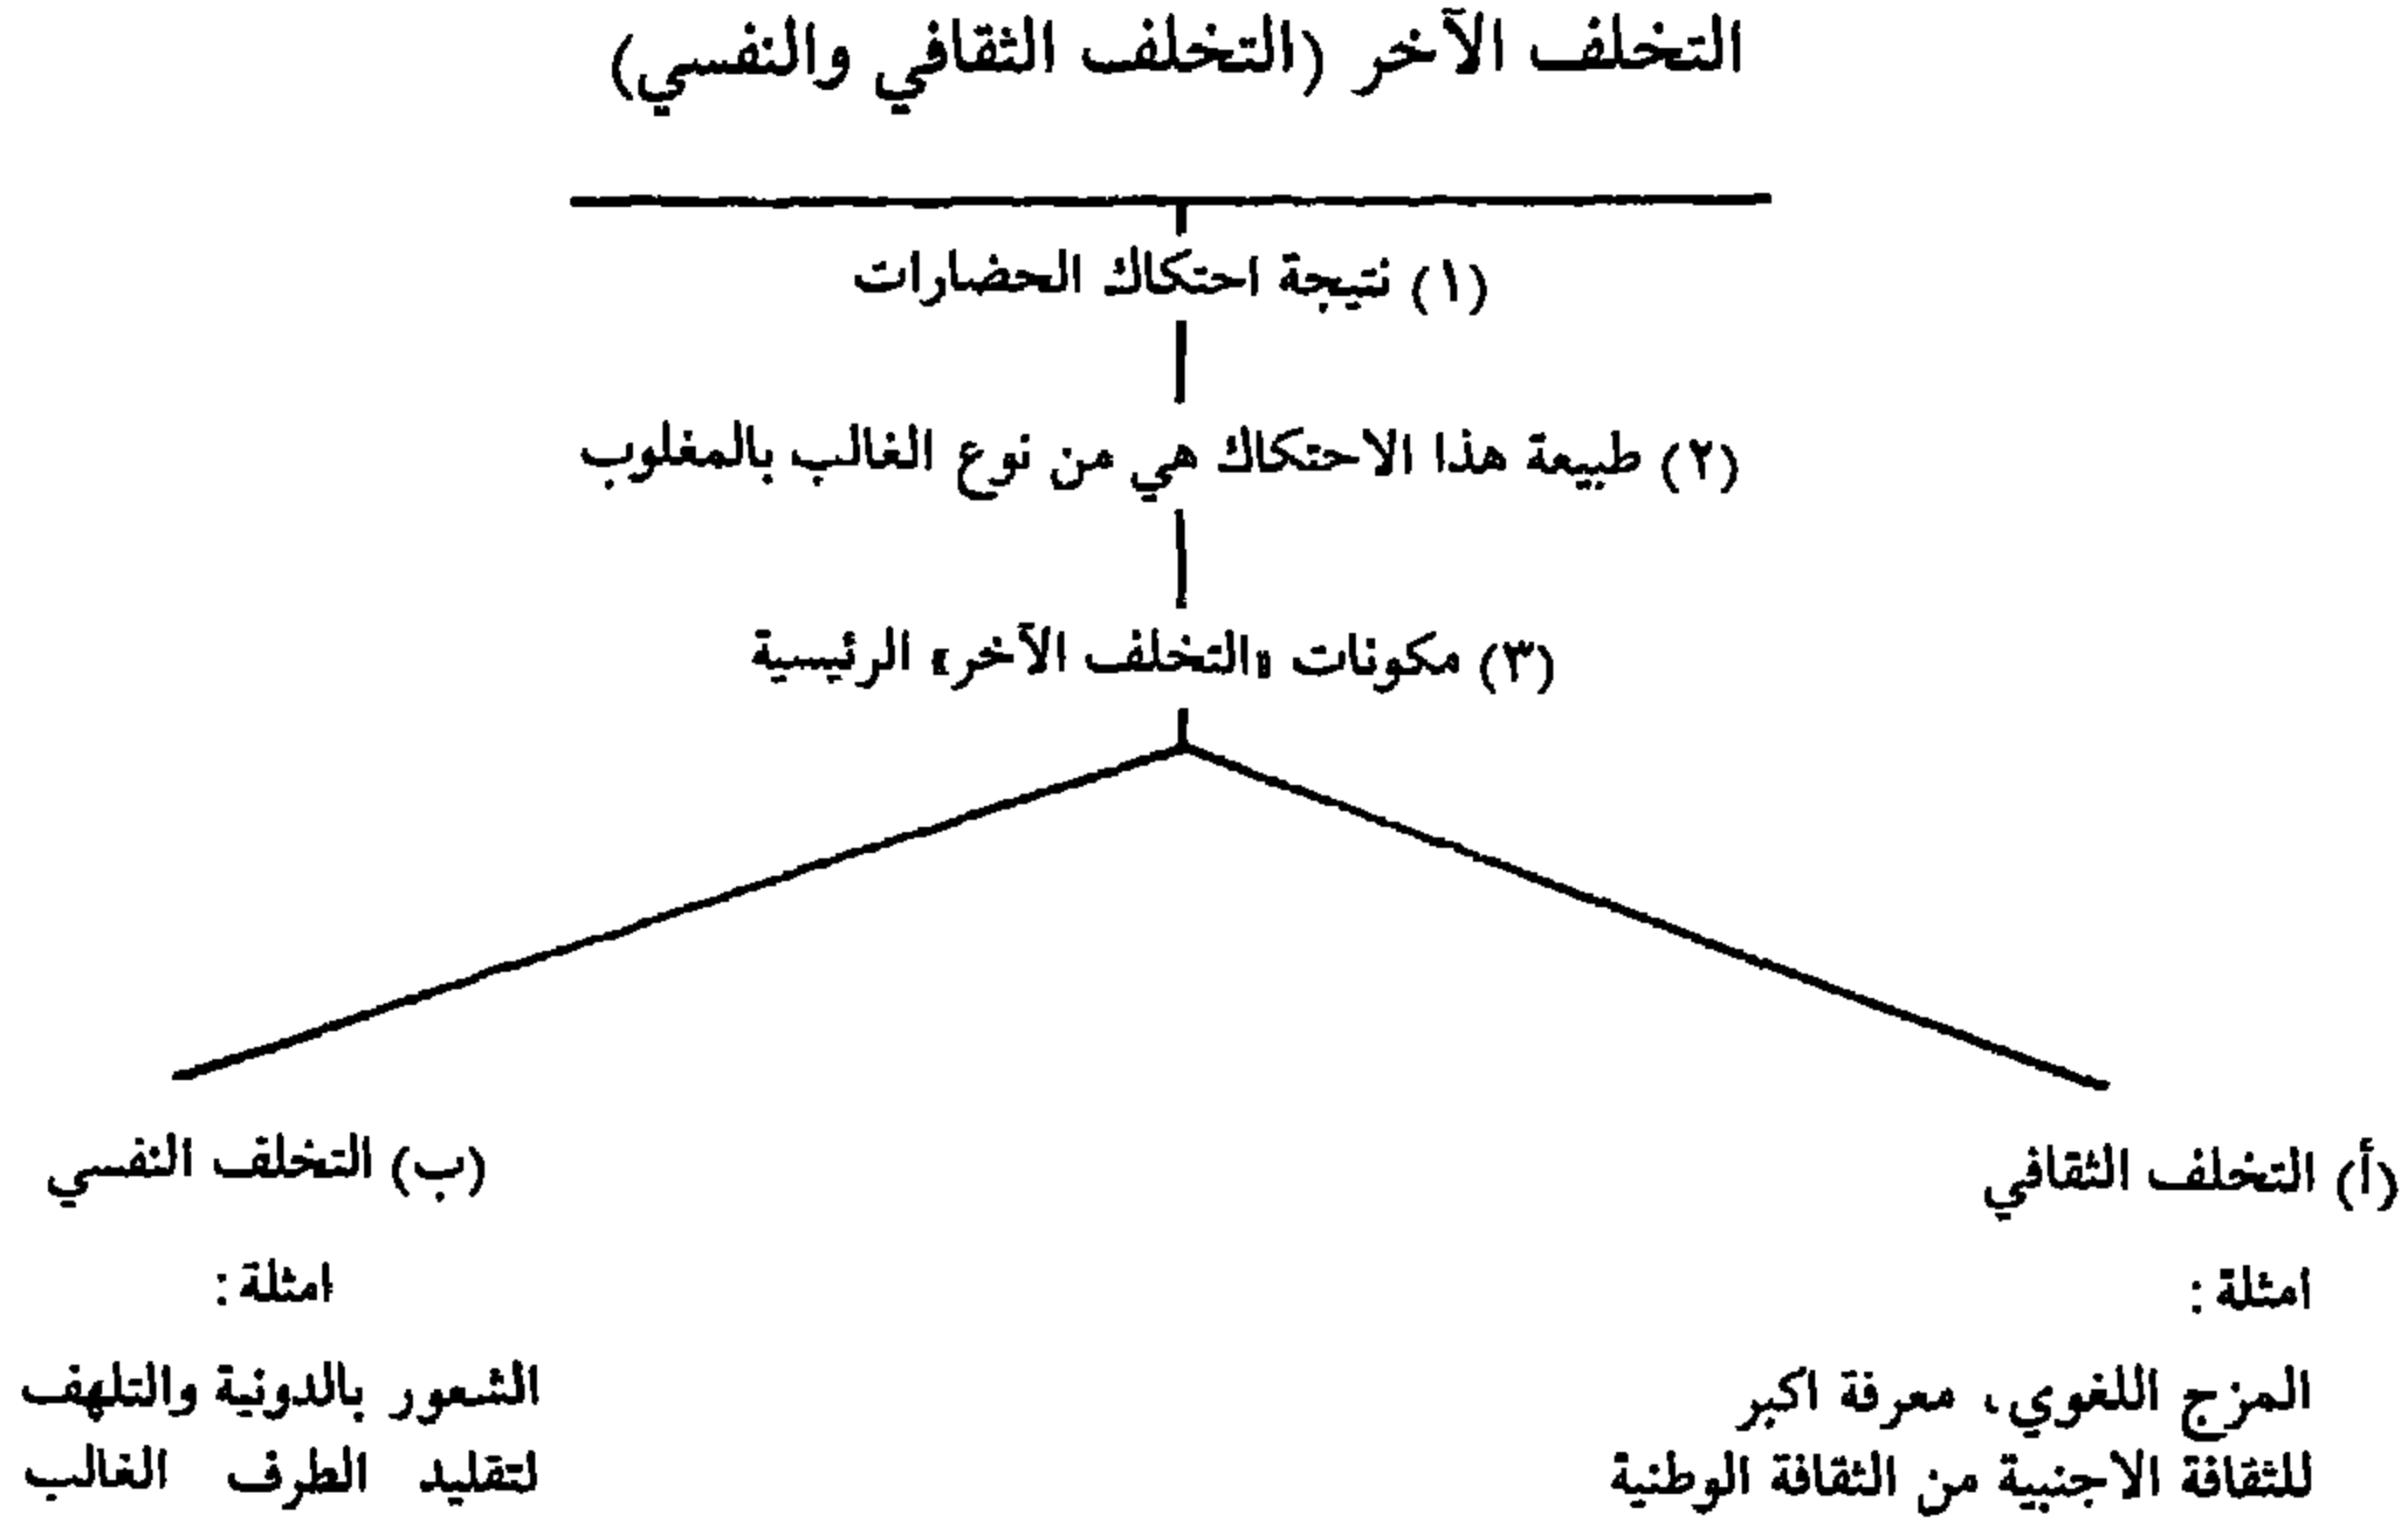 التخلف الآخر (التخلف الثقافي والنفسي)
(١) نتيجة احتكاك الحضارات
(٢) طبيعة هذا الاحتكاك هي من نوع الغالب بالمغلوب
(٣) مكونات «التخلف الآخر» الرئيسية
(أ) التخلف الثقافي
امثلة :
المزج اللغوي، معرفة اكبر
للثقافة الاجنبية من الثقافة الوطنية
(ب) التخلف النفسي
امثلة :
الشعور بالدونية والتلهف
لتقليد الطرف الغالب